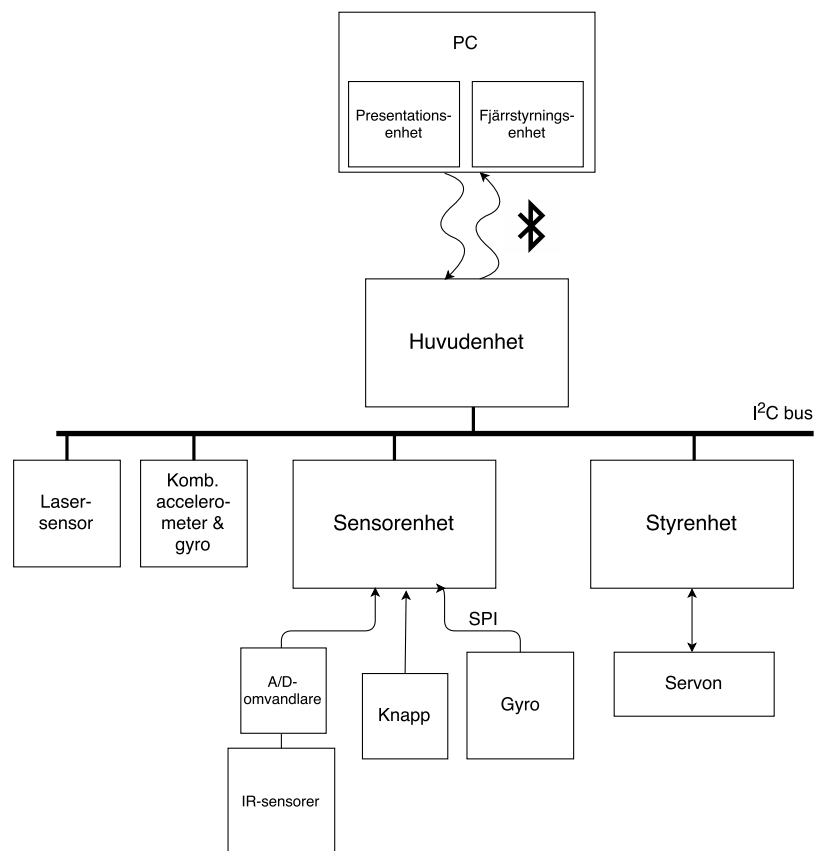 PC
Presentations-
enhet
Fjärrstyrnings-
enhet
Huvudenhet
I²C bus
Laser-
sensor
Komb.
accelero-
meter &
gyro
Sensorenhet
Styrenhet
SPI
A/D-
omvandlare
Knapp
Gyro
Servon
IR-sensorer